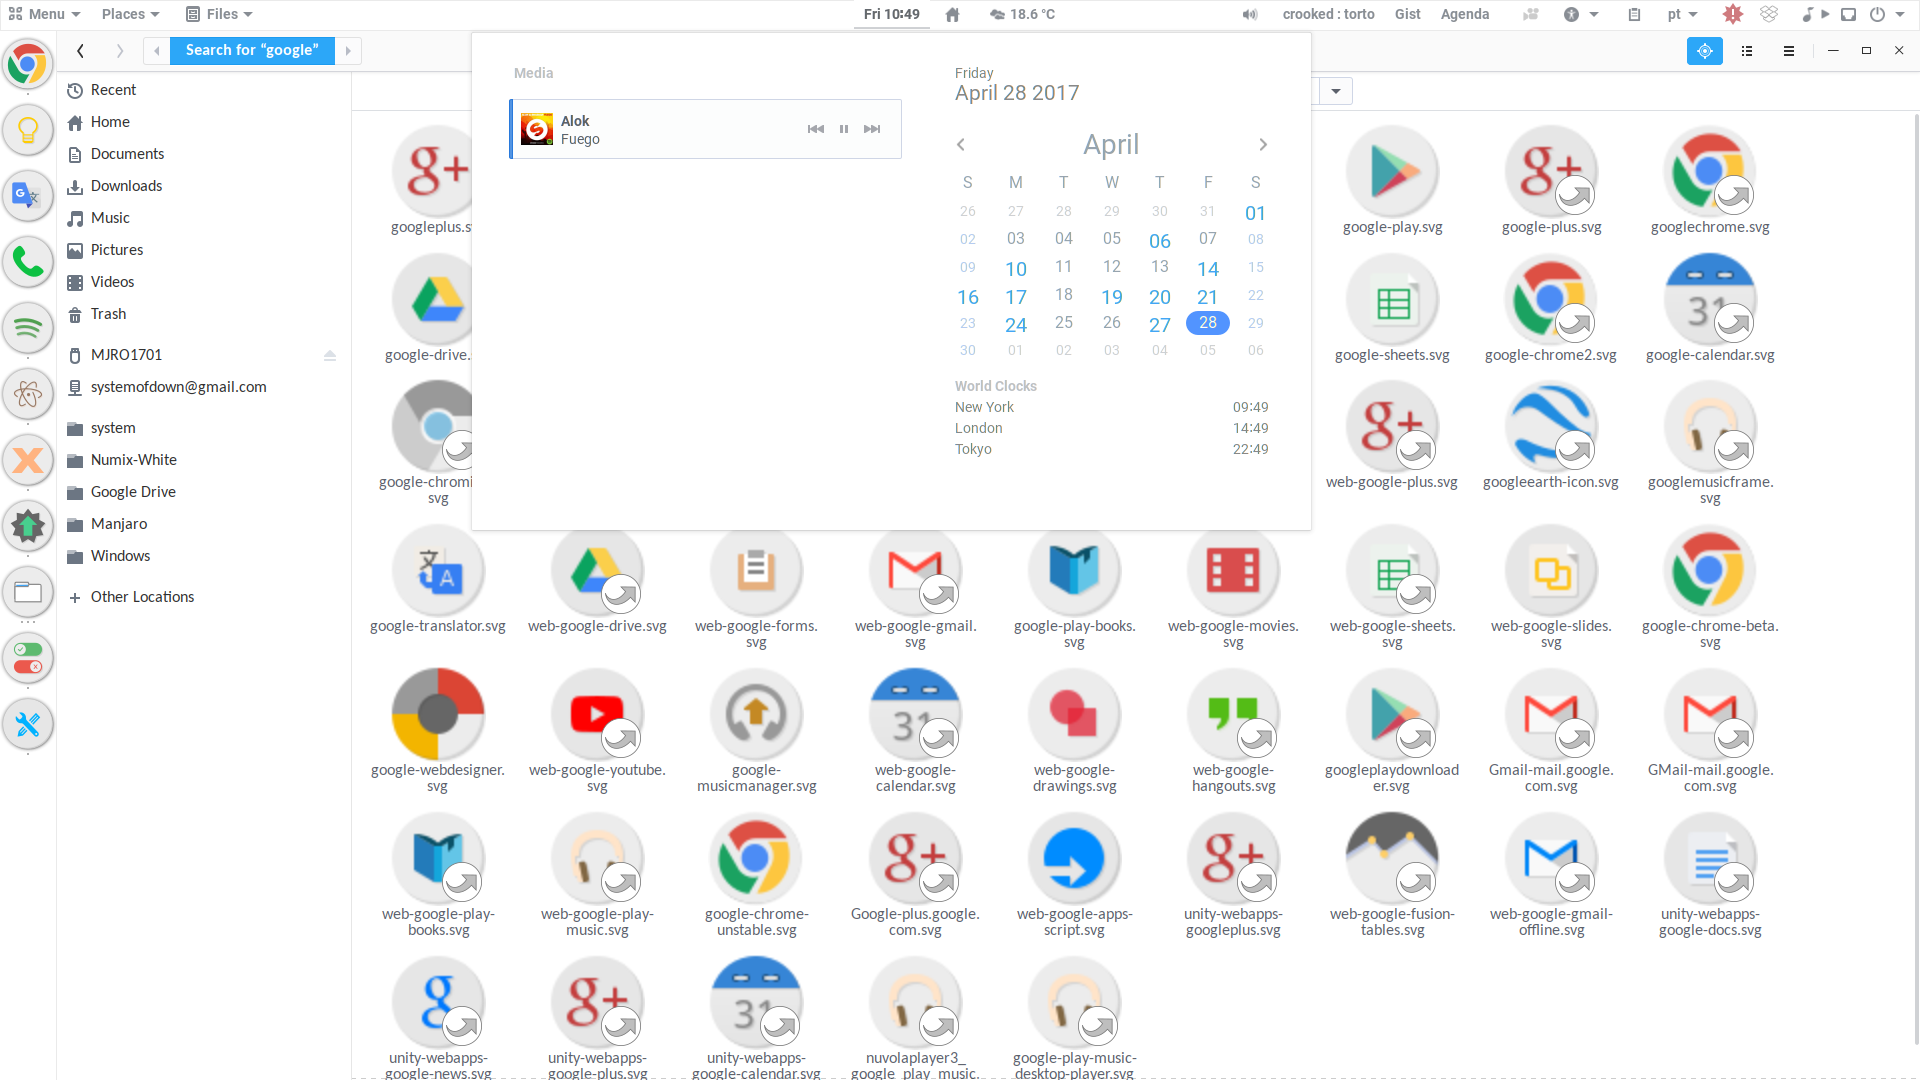 Menu Places Files Fri 10:49 18.6 °C crooked : torto Gist Agenda pt
Search for “google”
Recent
Home
Documents
Downloads
Music
Pictures
Videos
Trash
MJRO1701
systemofdown@gmail.com
system
Numix-White
Google Drive
Manjaro
Windows
Other Locations
Media
Alok
Fuego
Friday
April 28 2017
April
S M T W T F S
26 27 28 29 30 31 01
02 03 04 05 06 07 08
09 10 11 12 13 14 15
16 17 18 19 20 21 22
23 24 25 26 27 28 29
30 01 02 03 04 05 06
World Clocks
New York 09:49
London 14:49
Tokyo 22:49
googleplus.sv google-play.svg google-plus.svg googlechrome.svg
google-drive. google-sheets.svg google-chrome2.svg google-calendar.svg
google-chromi web-google-plus.svg googleearth-icon.svg googlemusicframe.
svg svg
google-translator.svg web-google-drive.svg web-google-forms. web-google-gmail. google-play-books. web-google-movies. web-google-sheets. web-google-slides. google-chrome-beta.
svg svg svg svg svg svg svg
google-webdesigner. web-google-youtube. google- web-google- web-google- web-google- googleplaydownload Gmail-mail.google. GMail-mail.google.
svg svg musicmanager.svg calendar.svg drawings.svg hangouts.svg er.svg com.svg com.svg
web-google-play- web-google-play- google-chrome- Google-plus.google. web-google-apps- unity-webapps- web-google-fusion- web-google-gmail- unity-webapps-
books.svg music.svg unstable.svg com.svg script.svg googleplus.svg tables.svg offline.svg google-docs.svg
unity-webapps- unity-webapps- unity-webapps- nuvolaplayer3_ google-play-music-
google-news.svg google-plus.svg google-calendar.svg google_play_music. desktop-player.svg